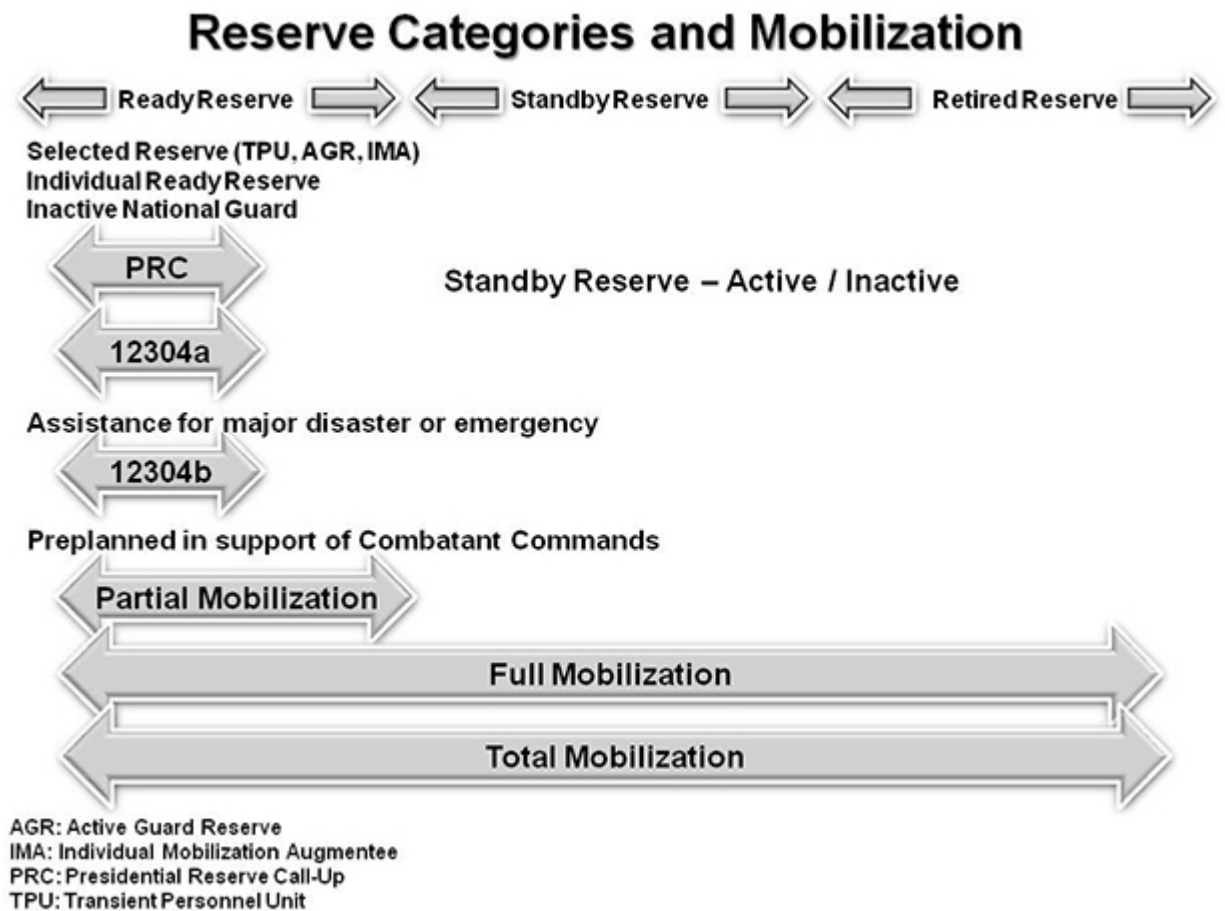 Reserve Categories and Mobilization
Ready Reserve
Standby Reserve
Retired Reserve
Selected Reserve (TPU, AGR, IMA)
Individual Ready Reserve
Inactive National Guard
PRC
Standby Reserve – Active / Inactive
12304a
Assistance for major disaster or emergency
12304b
Preplanned in support of Combatant Commands
Partial Mobilization
Full Mobilization
Total Mobilization
AGR: Active Guard Reserve
IMA: Individual Mobilization Augmentee
PRC: Presidential Reserve Call-Up
TPU: Transient Personnel Unit